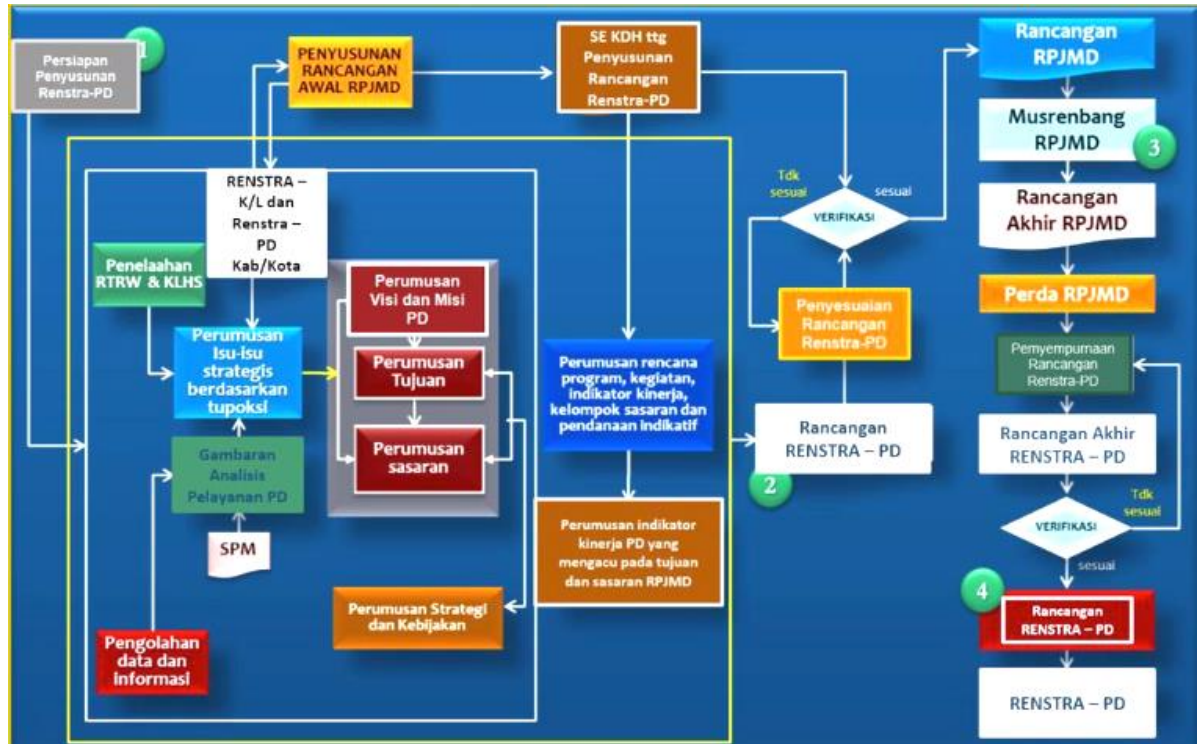 1
Persiapan
Penyusunan
Renstra-PD
PENYUSUNAN
RANCANGAN
AWAL RPJMD
SE KDH ttg
Penyusunan
Rancangan
Renstra-PD
RENSTRA –
K/L dan
Renstra –
PD
Kab/Kota
Penelaahan
RTRW & KLHS
Perumusan
Isu-isu
strategis
berdasarkan
tupoksi
Gambaran
Analisis
Pelayanan PD
SPM
Pengolahan
data dan
informasi
Perumusan
Visi dan Misi
PD
Perumusan
Tujuan
Perumusan
sasaran
Perumusan Strategi
dan Kebijakan
Perumusan rencana
program, kegiatan,
indikator kinerja,
kelompok sasaran dan
pendanaan indikatif
Perumusan indikator
kinerja PD yang
mengacu pada tujuan
dan sasaran RPJMD
Tdk
sesuai
sesuai
VERIFIKASI
Penyesuaian
Rancangan
Renstra-PD
Rancangan
RENSTRA – PD
2
Rancangan
RPJMD
Musrenbang
RPJMD
3
Rancangan
Akhir RPJMD
Perda RPJMD
Pemyempumaan
Rancangan
Renstra-PD
Rancangan Akhir
RENSTRA – PD
Tdk
sesuai
VERIFIKASI
sesuai
4
Rancangan
RENSTRA – PD
RENSTRA – PD